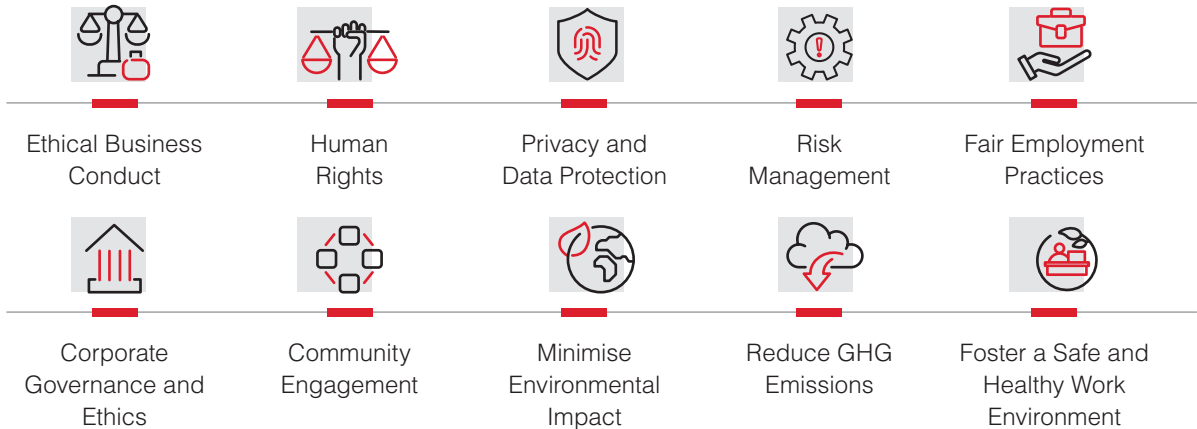 Ethical Business
Conduct
Human
Rights
Privacy and
Data Protection
Risk
Management
Fair Employment
Practices
Corporate
Governance and
Ethics
Community
Engagement
Minimise
Environmental
Impact
Reduce GHG
Emissions
Foster a Safe and
Healthy Work
Environment